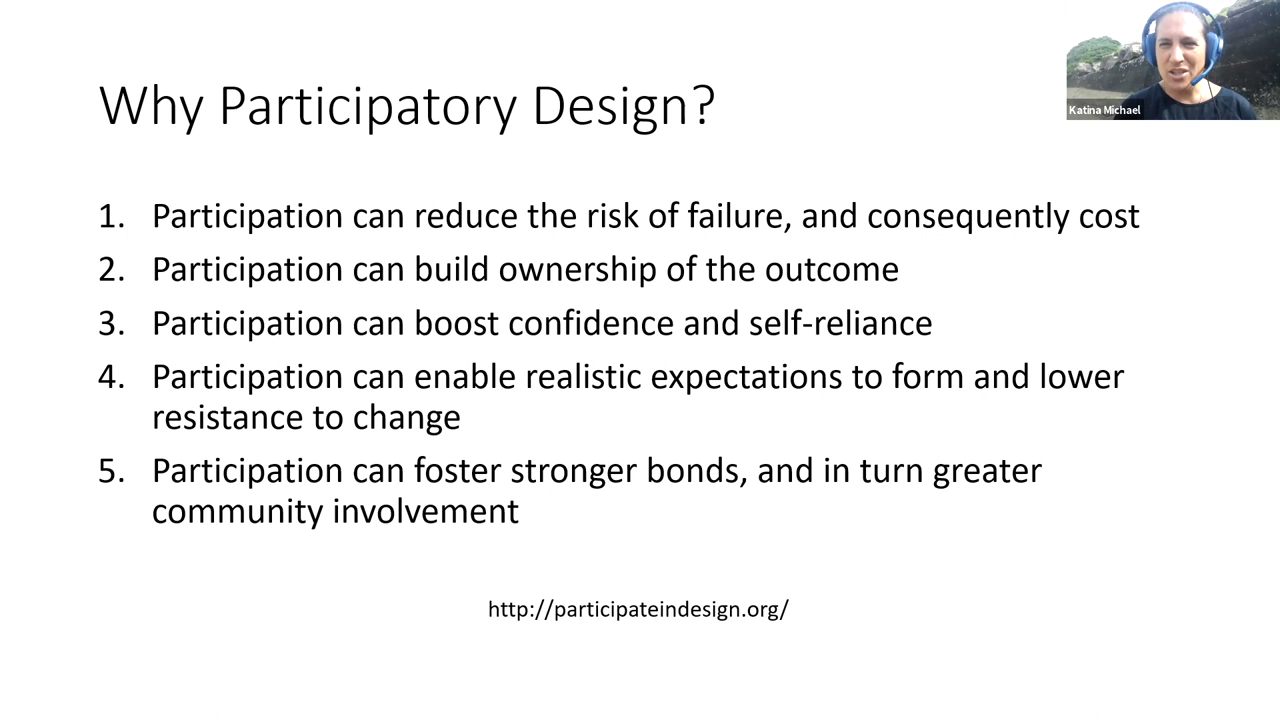 Why Participatory Design?
Katina Michael
1. Participation can reduce the risk of failure, and consequently cost
2. Participation can build ownership of the outcome
3. Participation can boost confidence and self-reliance
4. Participation can enable realistic expectations to form and lower
resistance to change
5. Participation can foster stronger bonds, and in turn greater
community involvement
http://participateindesign.org/